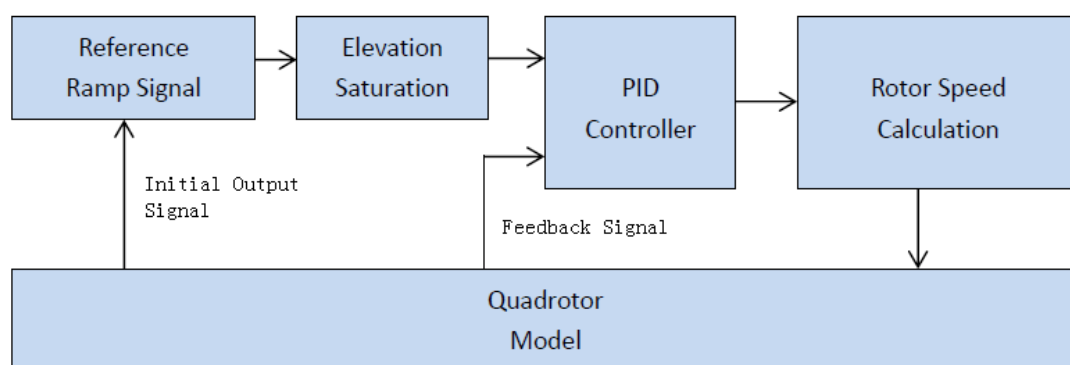 Reference
Ramp Signal
Elevation
Saturation
PID
Controller
Rotor Speed
Calculation
Initial Output
Signal
Feedback Signal
Quadrotor
Model